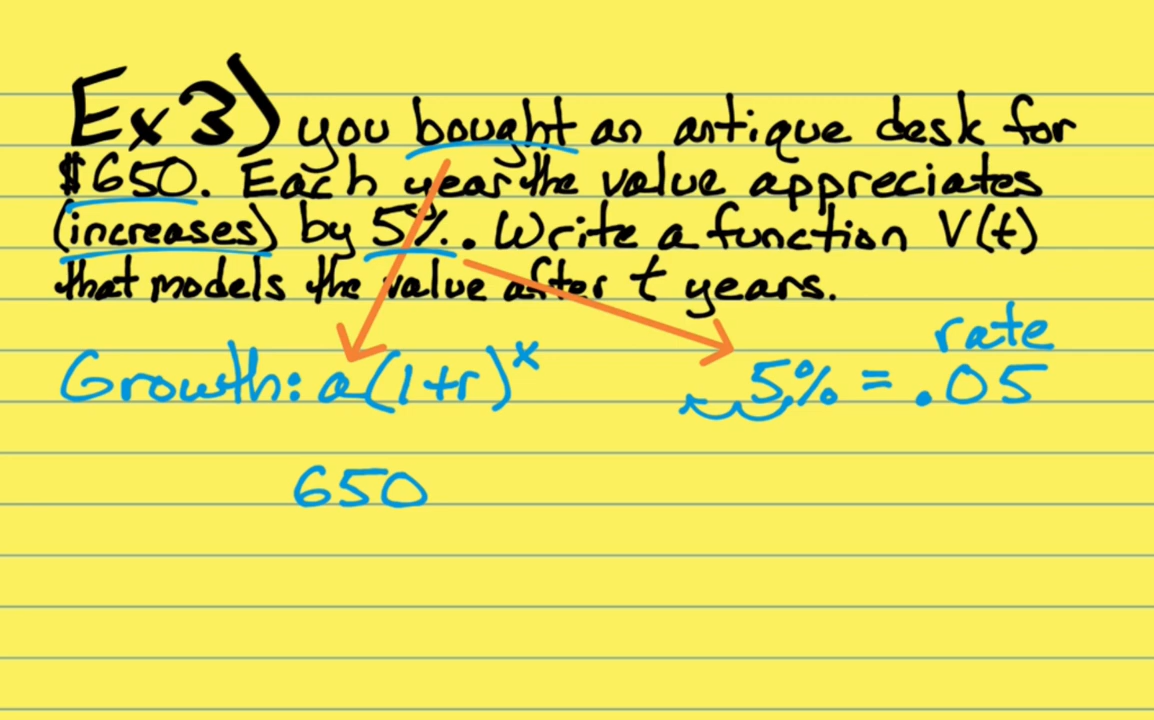 Ex 3) you bought an antique desk for
$650. Each year the value appreciates
(increases) by 5%. Write a function V(t)
that models the value after t years.
rate
Growth: a(1+r)^x 5% = .05
650